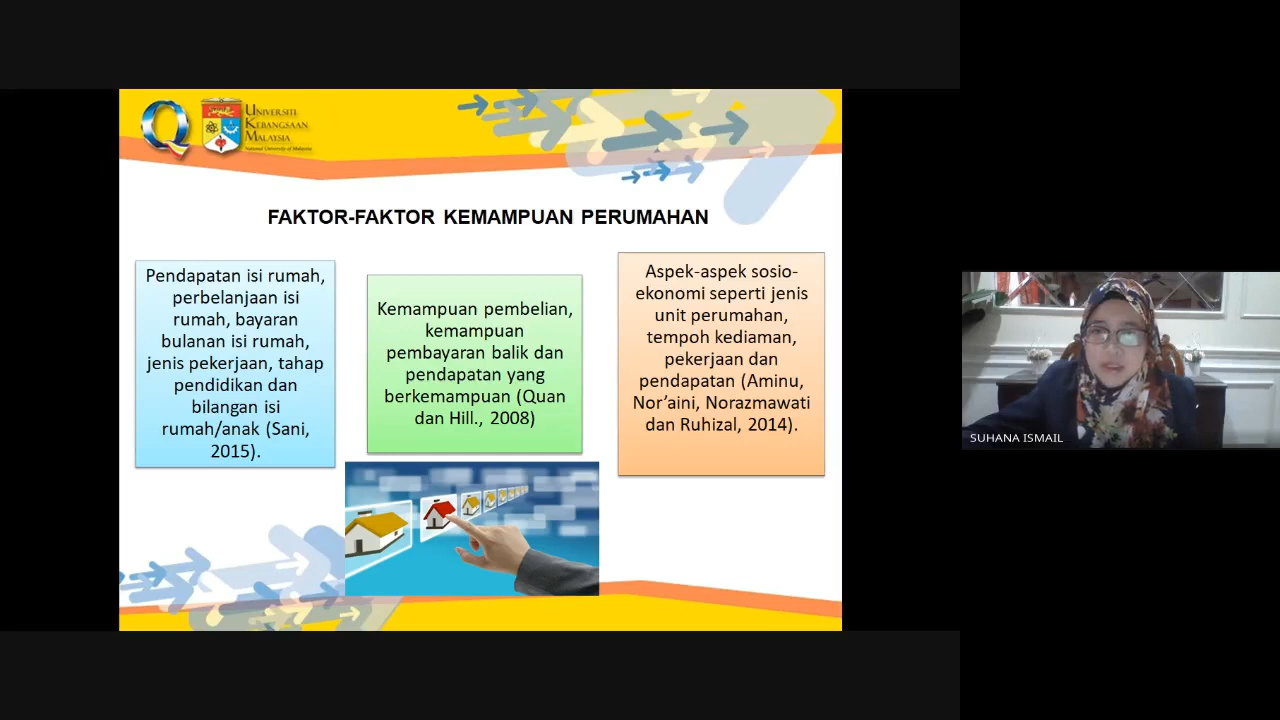 UNIVERSITI
KEBANGSAAN
MALAYSIA
National University of Malaysia
FAKTOR-FAKTOR KEMAMPUAN PERUMAHAN
Pendapatan isi rumah,
perbelanjaan isi
rumah, bayaran
bulanan isi rumah,
jenis pekerjaan, tahap
pendidikan dan
bilangan isi
rumah/anak (Sani,
2015).
Kemampuan pembelian,
kemampuan
pembayaran balik dan
pendapatan yang
berkemampuan (Quan
dan Hill., 2008)
Aspek-aspek sosio-
ekonomi seperti jenis
unit perumahan,
tempoh kediaman,
pekerjaan dan
pendapatan (Aminu,
Nor’aini, Norazmawati
dan Ruhizal, 2014).
SUHANA ISMAIL